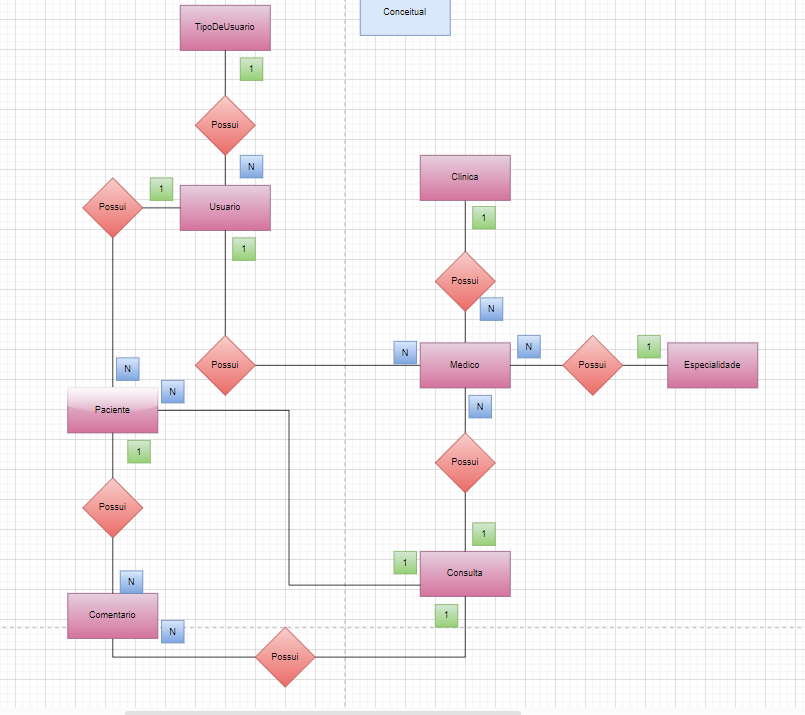 TipoDeUsuario
Conceitual
1
Possui
N
Possui
1
Usuario
Clinica
1
1
Possui
N
N
Possui
N
Medico
N
Possui
1
Especialidade
N
N
Paciente
N
1
Possui
Possui
1
1
Consulta
N
1
Comentario
N
Possui